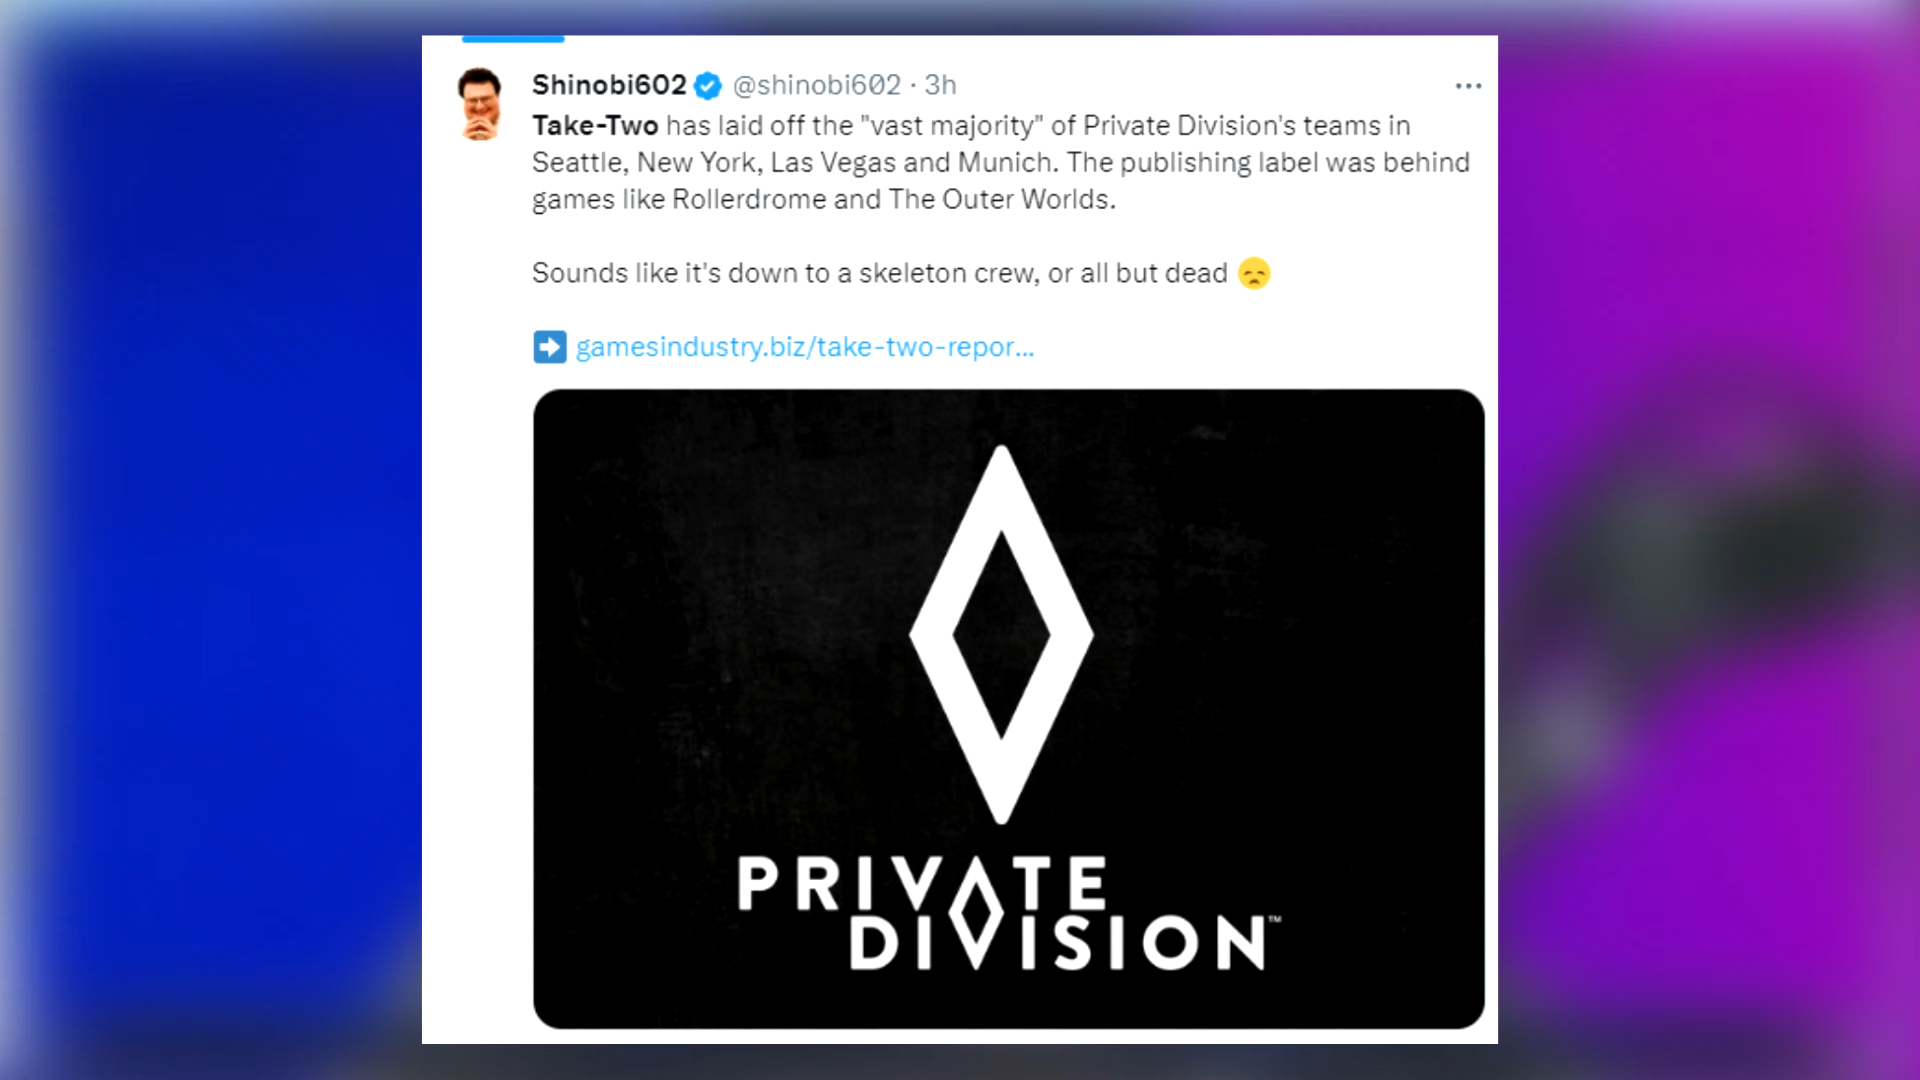 Shinobi602 @shinobi602 · 3h
Take-Two has laid off the "vast majority" of Private Division's teams in
Seattle, New York, Las Vegas and Munich. The publishing label was behind
games like Rollerdrome and The Outer Worlds.
Sounds like it's down to a skeleton crew, or all but dead 😞
➡️ gamesindustry.biz/take-two-repor...
PRIVATE
DIVISION™